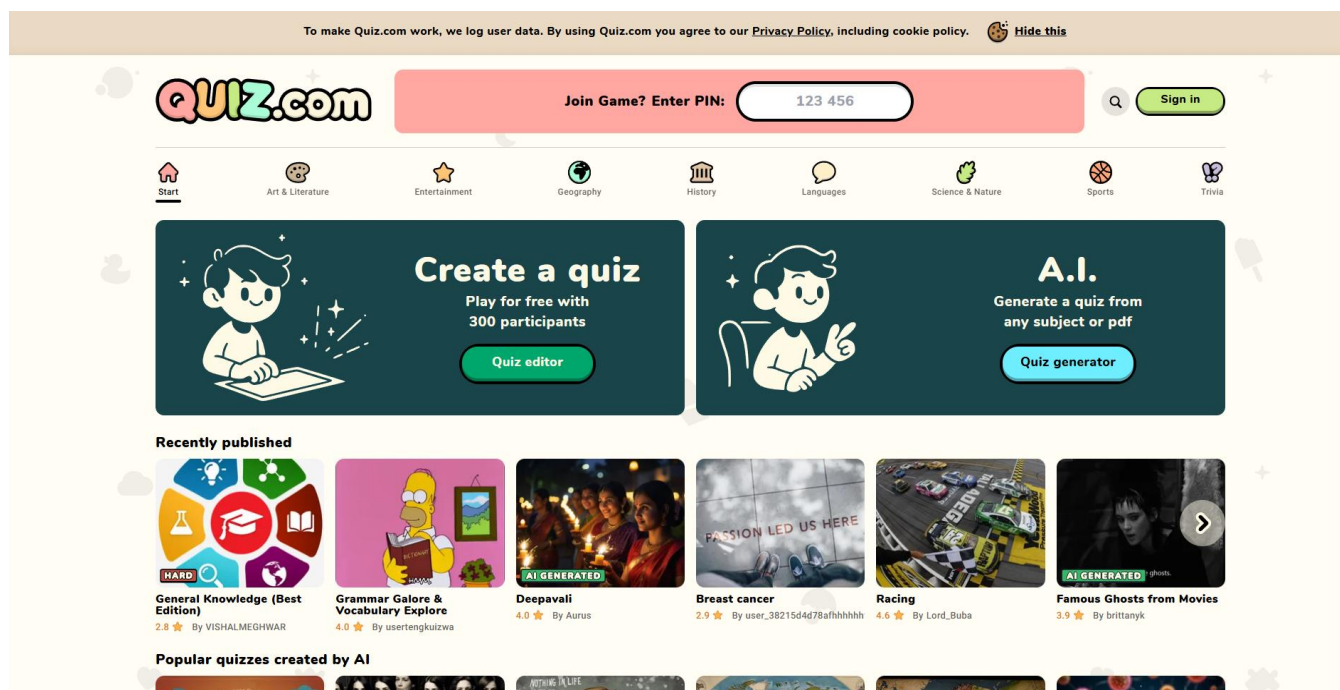 To make Quiz.com work, we log user data. By using Quiz.com you agree to our Privacy Policy, including cookie policy. Hide this
QUIZ.com
Join Game? Enter PIN: 123 456
Sign in
Start
Art & Literature
Entertainment
Geography
History
Languages
Science & Nature
Sports
Trivia
Create a quiz
Play for free with
300 participants
Quiz editor
A.I.
Generate a quiz from
any subject or pdf
Quiz generator
Recently published
HARD
General Knowledge (Best
Edition)
2.8 By VISHALMEGHWAR
Grammar Galore &
Vocabulary Explore
4.0 By usertengkuizwa
AI GENERATED
Deepavali
4.0 By Aurus
PASSION LED US HERE
Breast cancer
2.9 By user_38215d4d78afhhhhhh
Racing
4.6 By Lord_Buba
ghosts.
AI GENERATED
Famous Ghosts from Movies
3.9 By brittanyk
Popular quizzes created by AI
NOTHING IN LIFE